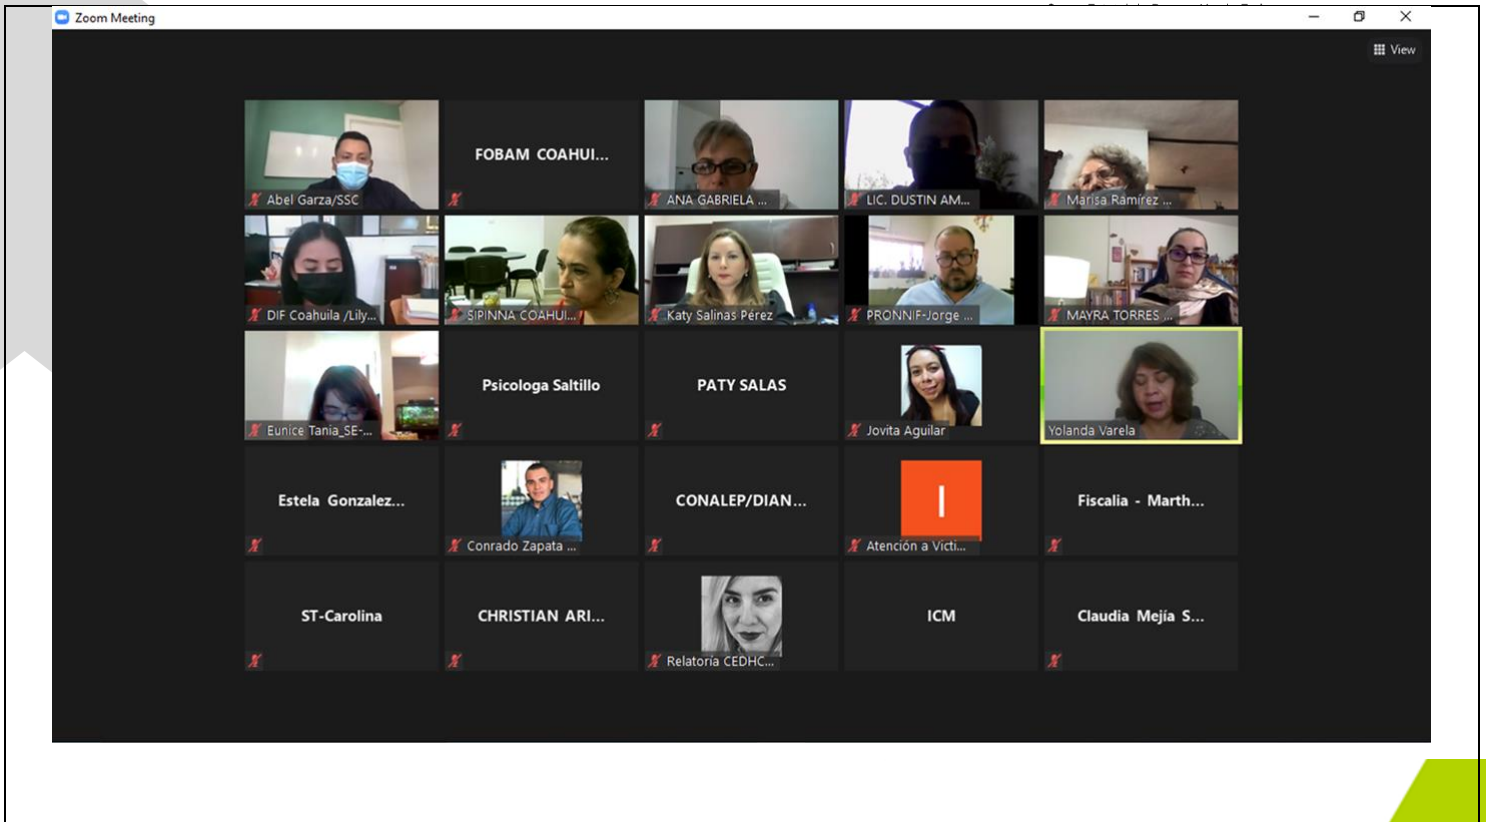 Zoom Meeting
View
Abel Garza/SSC
FOBAM COAHUI...
ANA GABRIELA ...
LIC. DUSTIN AM...
Marisa Ramírez ...
DIF Coahuila /Lily...
SIPINNA COAHUI...
Katy Salinas Pérez
PRONNIF-Jorge ...
MAYRA TORRES ...
Eunice Tania_SE-...
Psicologa Saltillo
PATY SALAS
Jovita Aguilar
Yolanda Varela
Estela Gonzalez...
Conrado Zapata ...
CONALEP/DIAN...
I
Atención a Victi...
Fiscalia - Marth...
ST-Carolina
CHRISTIAN ARI...
Relatoría CEDHC...
ICM
Claudia Mejía S...